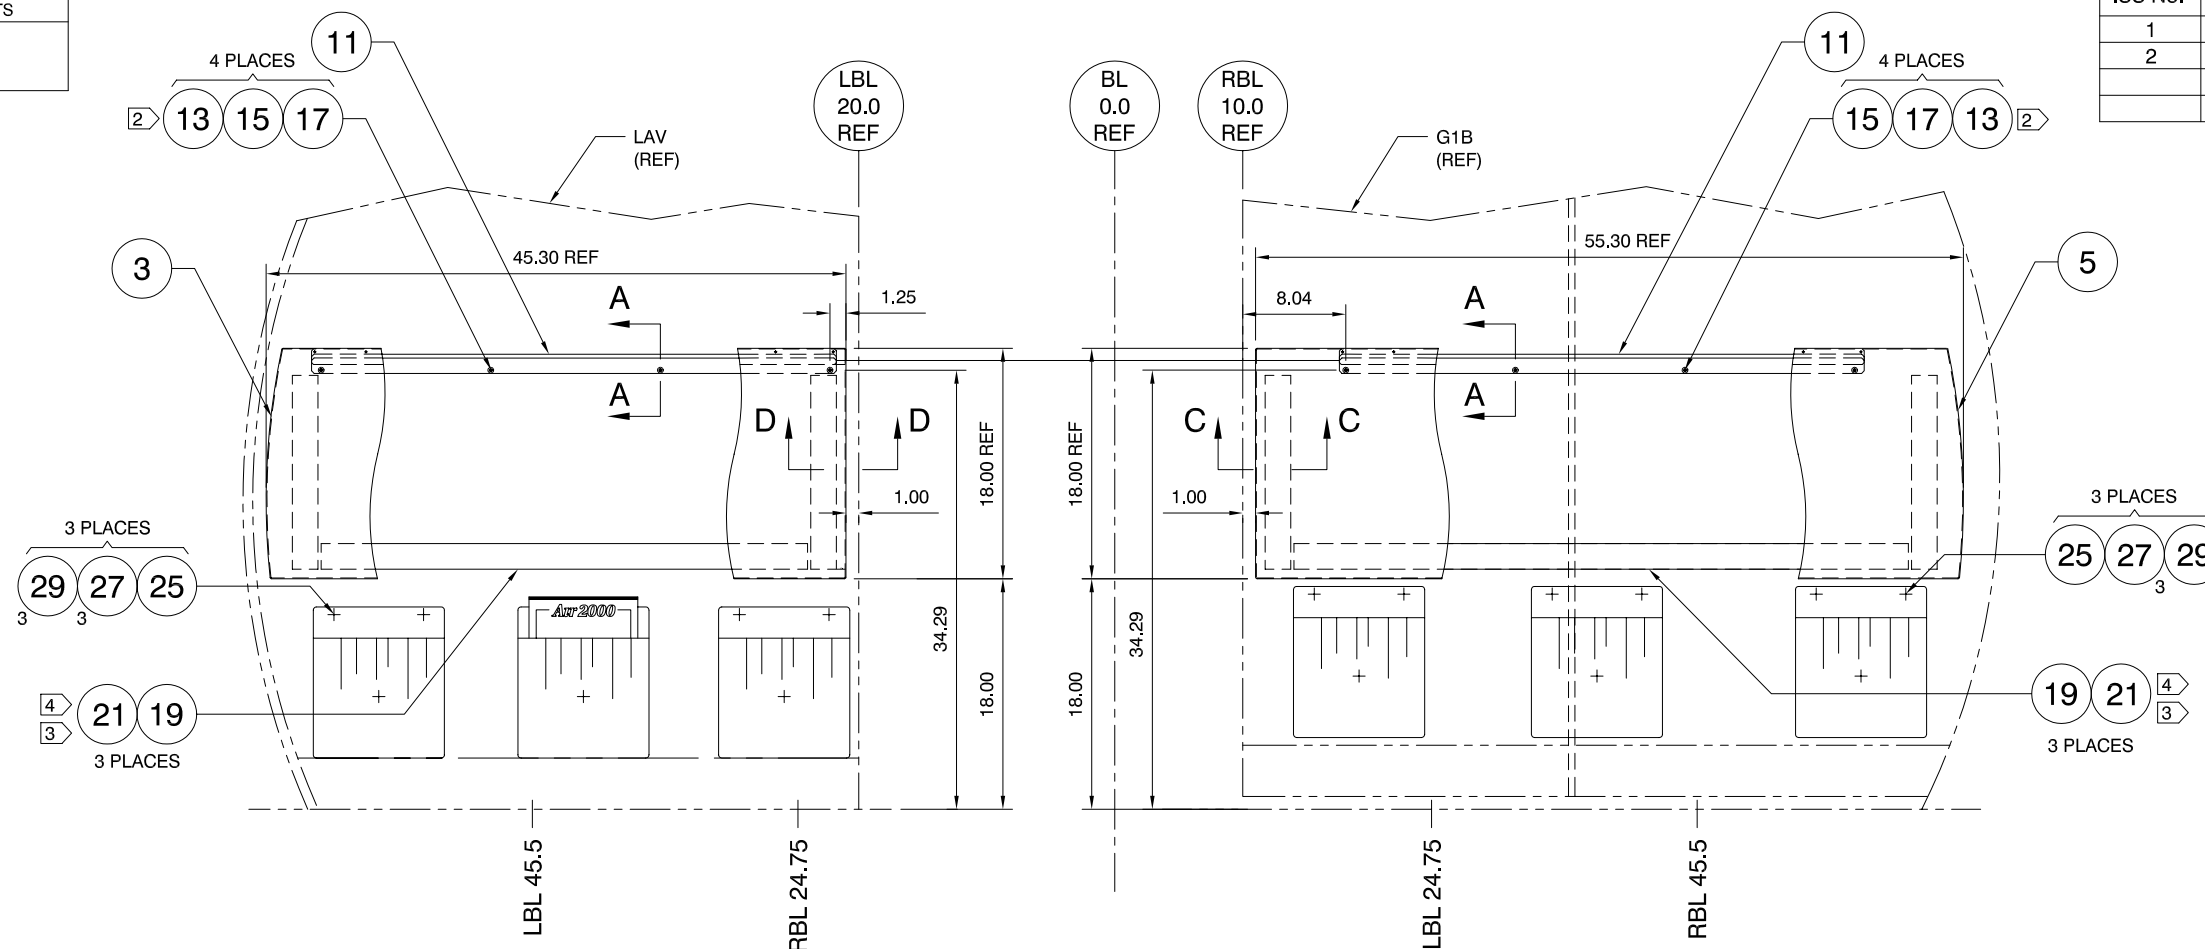 TS
ISS No.
1
2
11
4 PLACES
2 13 15 17
LAV
(REF)
LBL
20.0
REF
BL
0.0
REF
RBL
10.0
REF
G1B
(REF)
11
4 PLACES
15 17 13 2
3
45.30 REF
1.25
A
A
D D
18.00 REF
1.00
34.29
18.00
55.30 REF
8.04
A
A
C C
18.00 REF
1.00
34.29
18.00
5
3 PLACES
29 27 25
3 3
Air 2000
4
3
21 19
3 PLACES
3 PLACES
25 27 29
3
19 21
4
3
3 PLACES
LBL 45.5
RBL 24.75
LBL 24.75
RBL 45.5